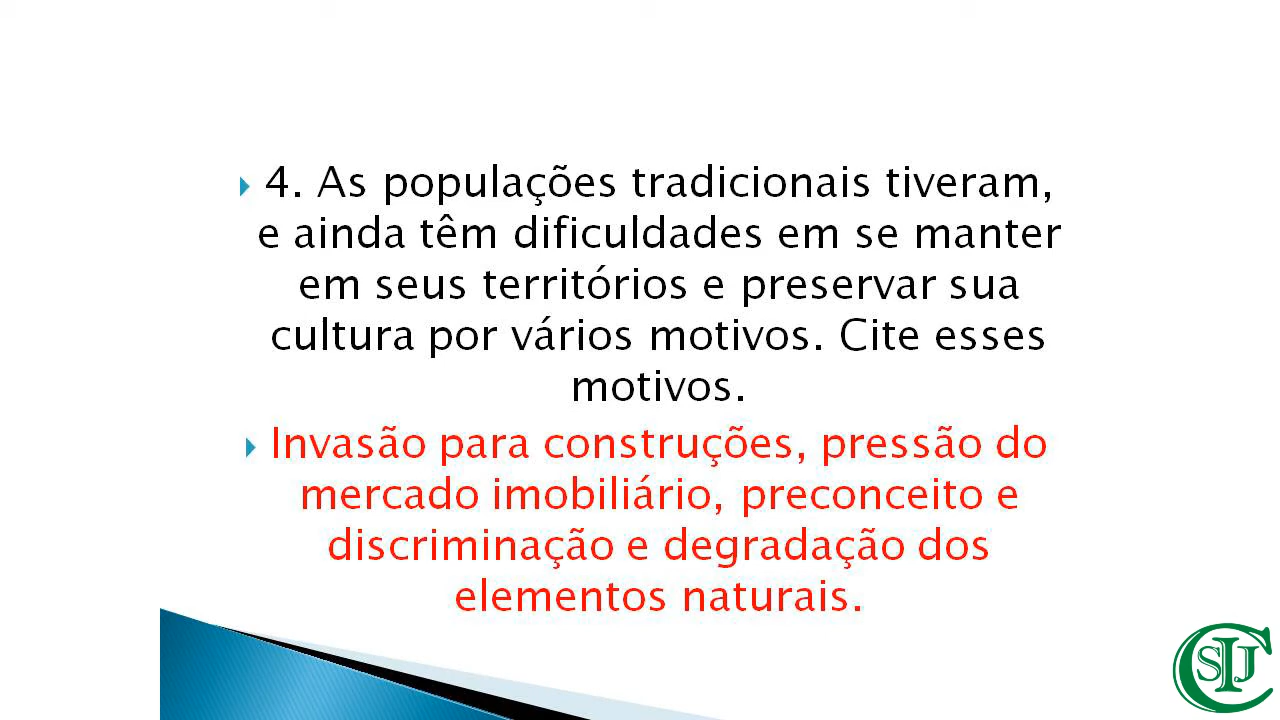 4. As populações tradicionais tiveram,
e ainda têm dificuldades em se manter
em seus territórios e preservar sua
cultura por vários motivos. Cite esses
motivos.
Invasão para construções, pressão do
mercado imobiliário, preconceito e
discriminação e degradação dos
elementos naturais.
CSIJ